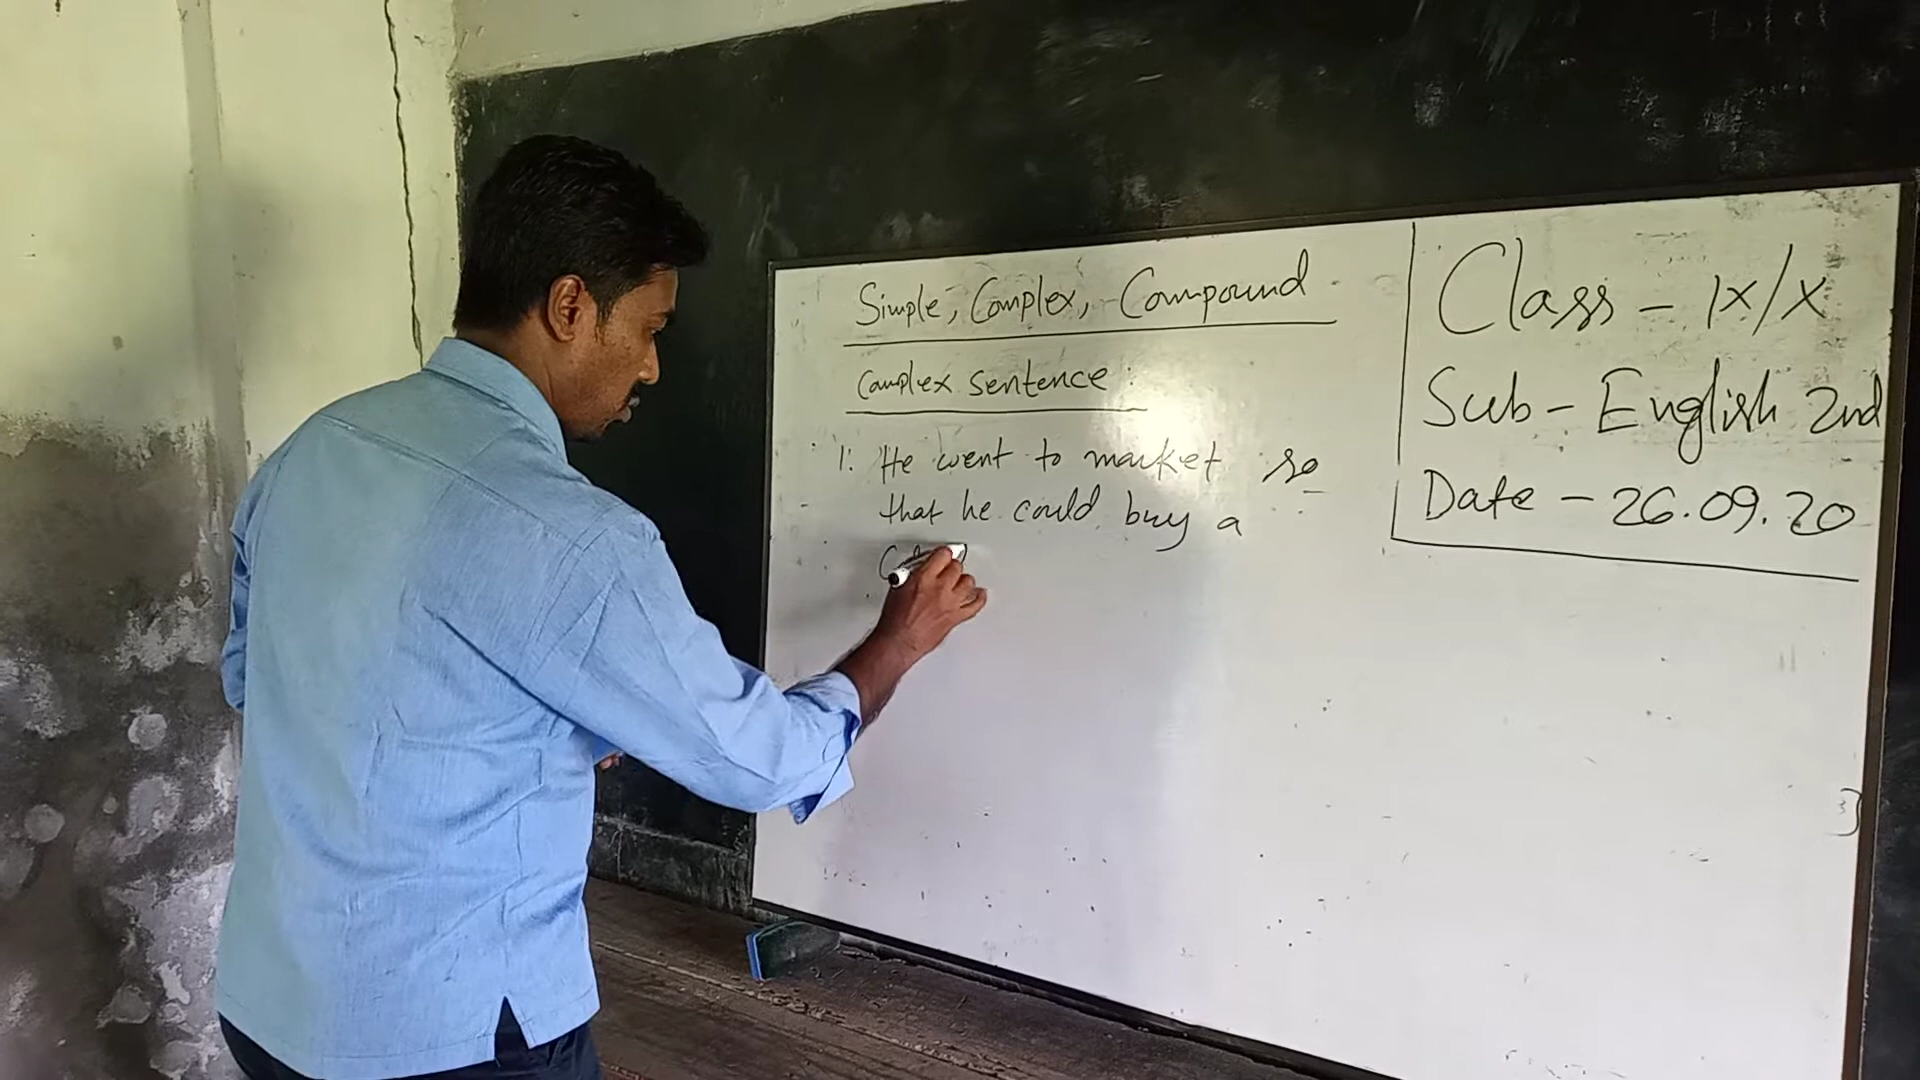 Simple, Complex, Compound
Complex sentence:
1. He went to market so
that he could buy a
Class - IX/X
Sub - English 2nd
Date - 26.09.20